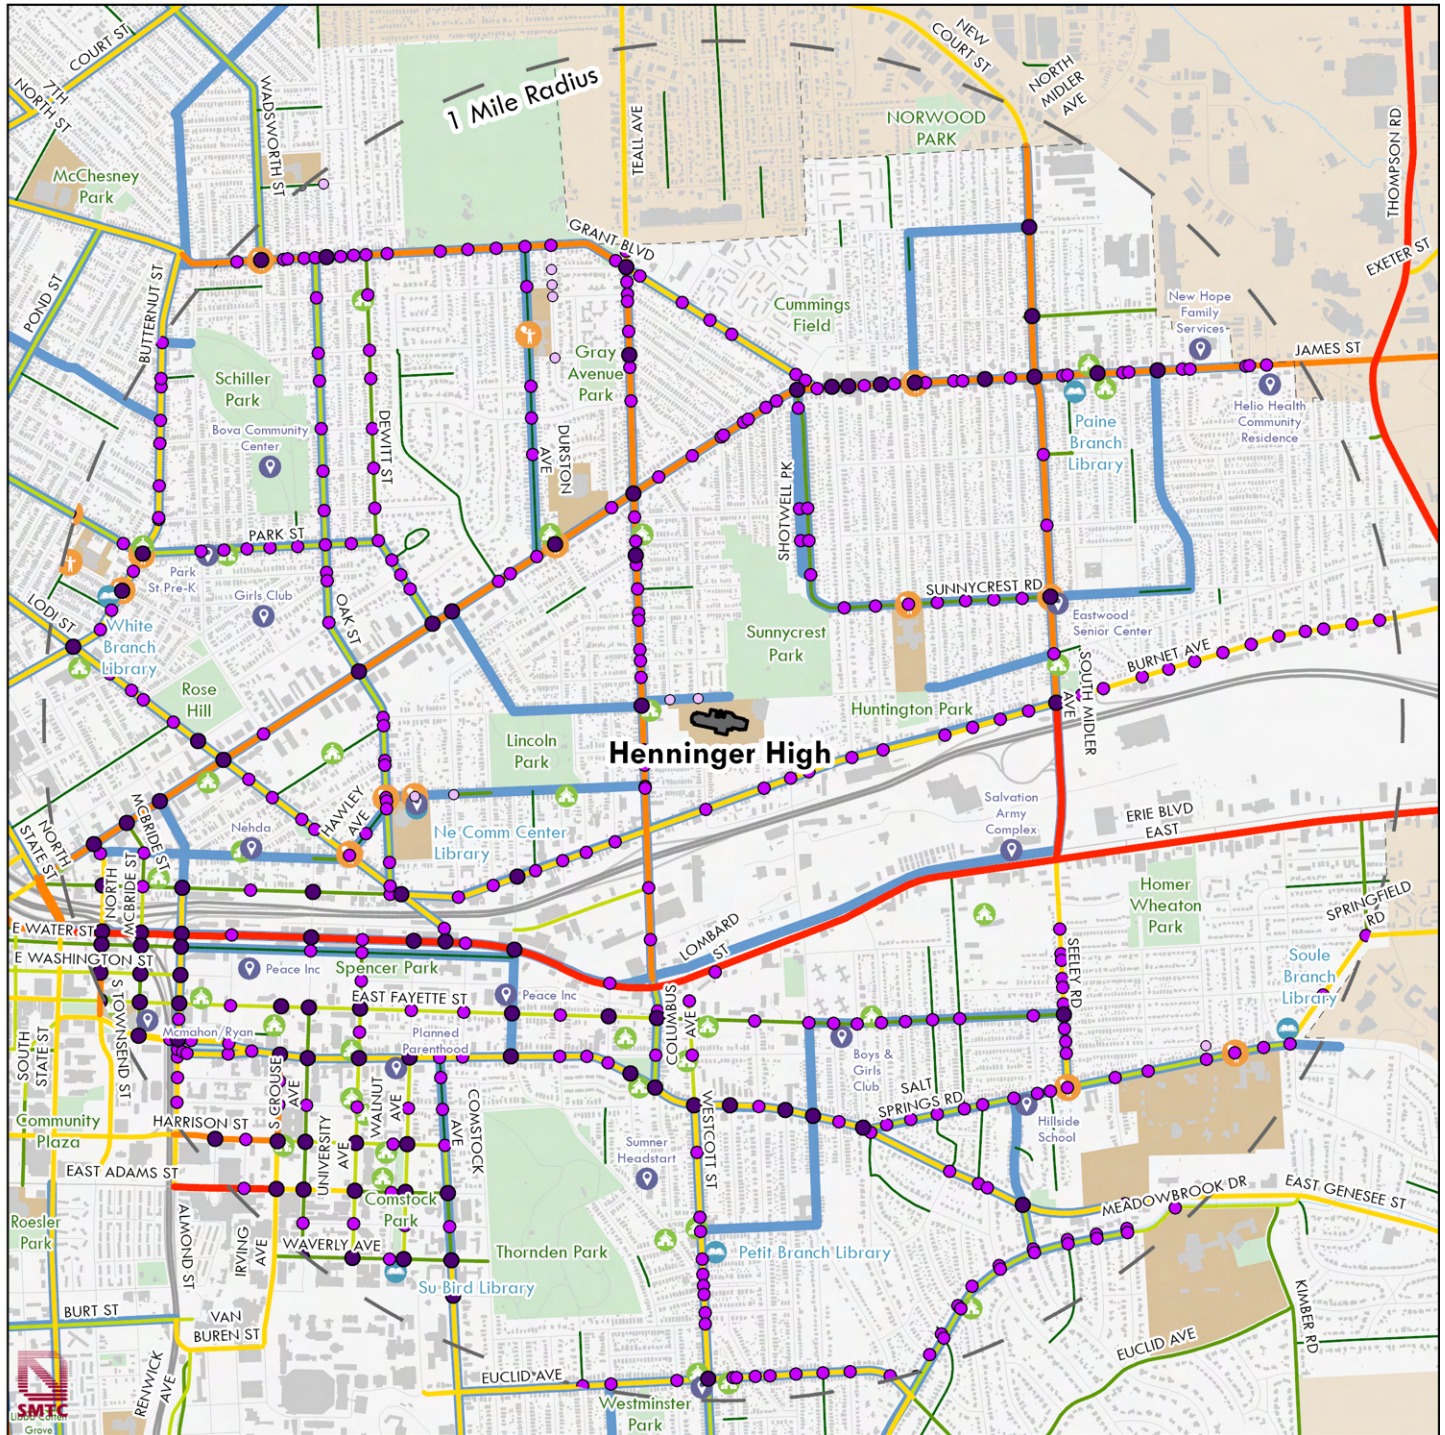 COURT ST
7TH
NORTH ST
WADSWORTH ST
1 Mile Radius
TEALL AVE
NEW
COURT ST
NORTH
MIDLER
AVE
NORWOOD
PARK
THOMPSON RD
McChesney
Park
GRANT BLVD
EXETER ST
POND ST
BUTTERNUT ST
Cummings
Field
New Hope
Family
Services
JAMES ST
Gray
Avenue
Park
Schiller
Park
Bova Community
Center
DEWITT ST
DURSTON
AVE
Helio Health
Community
Residence
Paine
Branch
Library
SHOTWELL PK
PARK ST
Park
St Pre-K
Girls Club
SUNNYCREST RD
LODI ST
White
Branch
Library
OAK ST
Sunnycrest
Park
Eastwood
Senior Center
BURNET AVE
Rose
Hill
SOUTH MIDLER
AVE
Huntington Park
Lincoln
Park
Henninger High
HAWLEY
AVE
MCBRIDE ST
NORTH
STATE ST
Nehda
Ne Comm Center
Library
Salvation
Army
Complex
ERIE BLVD
EAST
NORTH
MCBRIDE ST
Homer
Wheaton
Park
SPRINGFIELD
RD
E WATER ST
E WASHINGTON ST
Peace Inc
Spencer Park
LOMBARD
ST
SEELEY RD
Soule
Branch
Library
S TOWNSEND ST
EAST FAYETTE ST
Peace Inc
COLUMBUS
AVE
Mcmahon/Ryan
Planned
Parenthood
SOUTH
STATE ST
Boys &
Girls
Club
S CROUSE
AVE
WALNUT
AVE
COMSTOCK
AVE
WESTCOTT ST
SALT
SPRINGS RD
Community
Plaza
HARRISON ST
UNIVERSITY
AVE
Sumner
Headstart
Hillside
School
EAST ADAMS ST
MEADOWBROOK DR
EAST GENESEE ST
Roesler
Park
Comstock
Park
ALMOND ST
IRVING
AVE
WAVERLY AVE
Thornden Park
Petit Branch Library
Su Bird Library
BURT ST
VAN
BUREN ST
KIMBER RD
EUCLID AVE
RENWICK
AVE
EUCLID AVE
Westminster
Park
SMTC
Grove